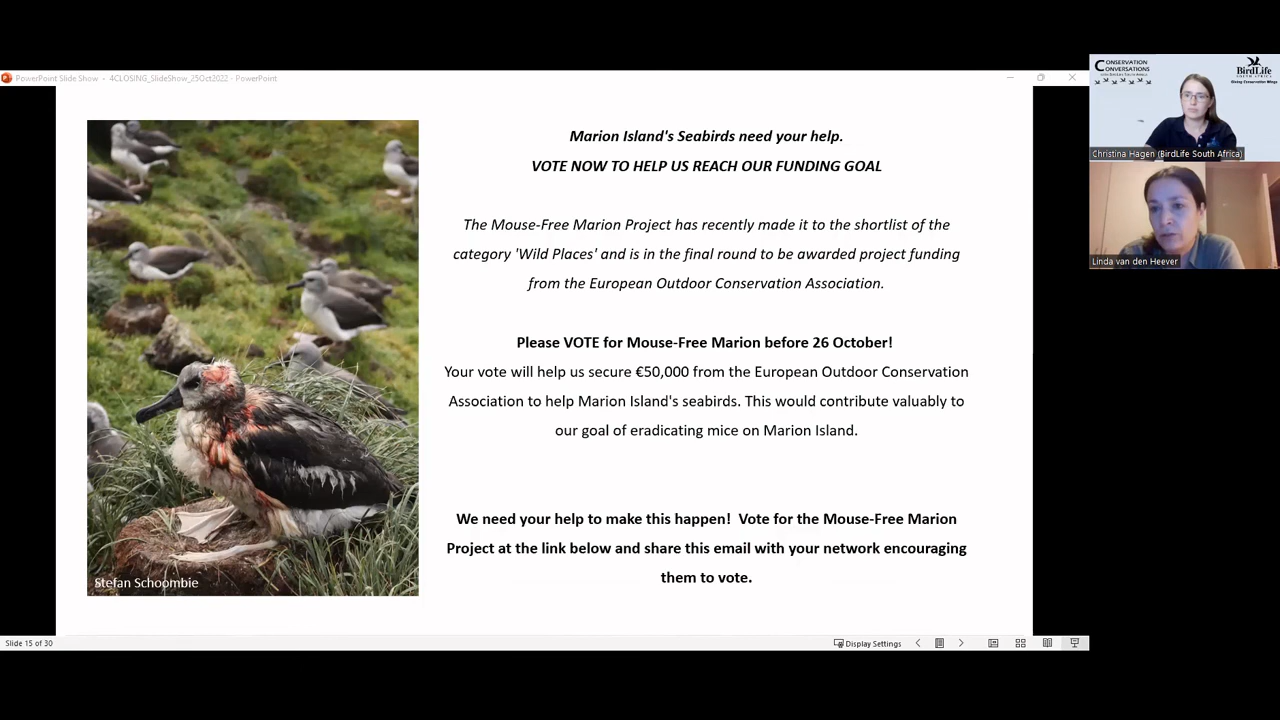 PowerPoint Slide Show - 4CLOSING_SlideShow_25Oct2022 - PowerPoint
Marion Island's Seabirds need your help.
VOTE NOW TO HELP US REACH OUR FUNDING GOAL
The Mouse-Free Marion Project has recently made it to the shortlist of the
category 'Wild Places' and is in the final round to be awarded project funding
from the European Outdoor Conservation Association.
Please VOTE for Mouse-Free Marion before 26 October!
Your vote will help us secure €50,000 from the European Outdoor Conservation
Association to help Marion Island's seabirds. This would contribute valuably to
our goal of eradicating mice on Marion Island.
We need your help to make this happen! Vote for the Mouse-Free Marion
Project at the link below and share this email with your network encouraging
them to vote.
Stefan Schoombie
Slide 15 of 30
Display Settings
CONSERVATION
CONVERSATIONS
BirdLife
SOUTH AFRICA
Giving Conservation Wings
Christina Hagen (BirdLife South Africa)
Linda van den Heever